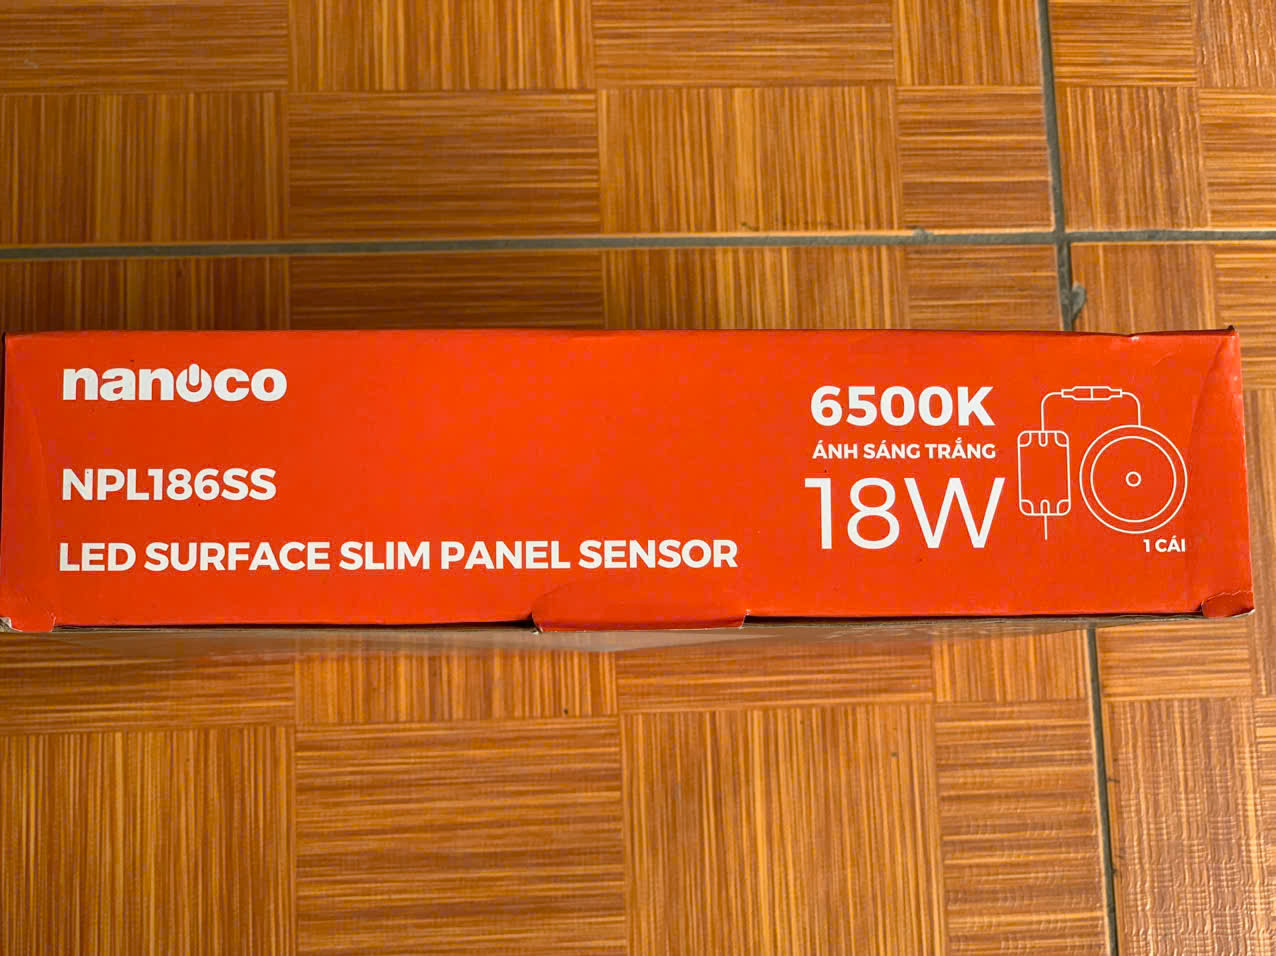 nanoco
NPL186SS
LED SURFACE SLIM PANEL SENSOR
6500K
ÁNH SÁNG TRẮNG
18W
1 CÁI